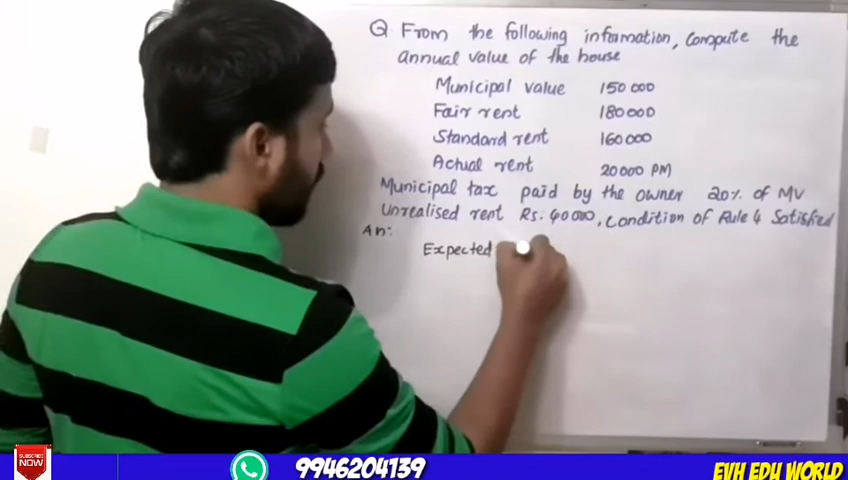 Q From the following information, compute the
annual value of the house
Municipal value 150 000
Fair rent 180000
Standard rent 160000
Actual rent 20000 PM
Municipal tax paid by the owner 20% of MV
Unrealised rent Rs. 40000, Condition of Rule 4 Satisfied
An:
Expected
SUBSCRIBE
NOW
9946204139
EVH EDU WORLD